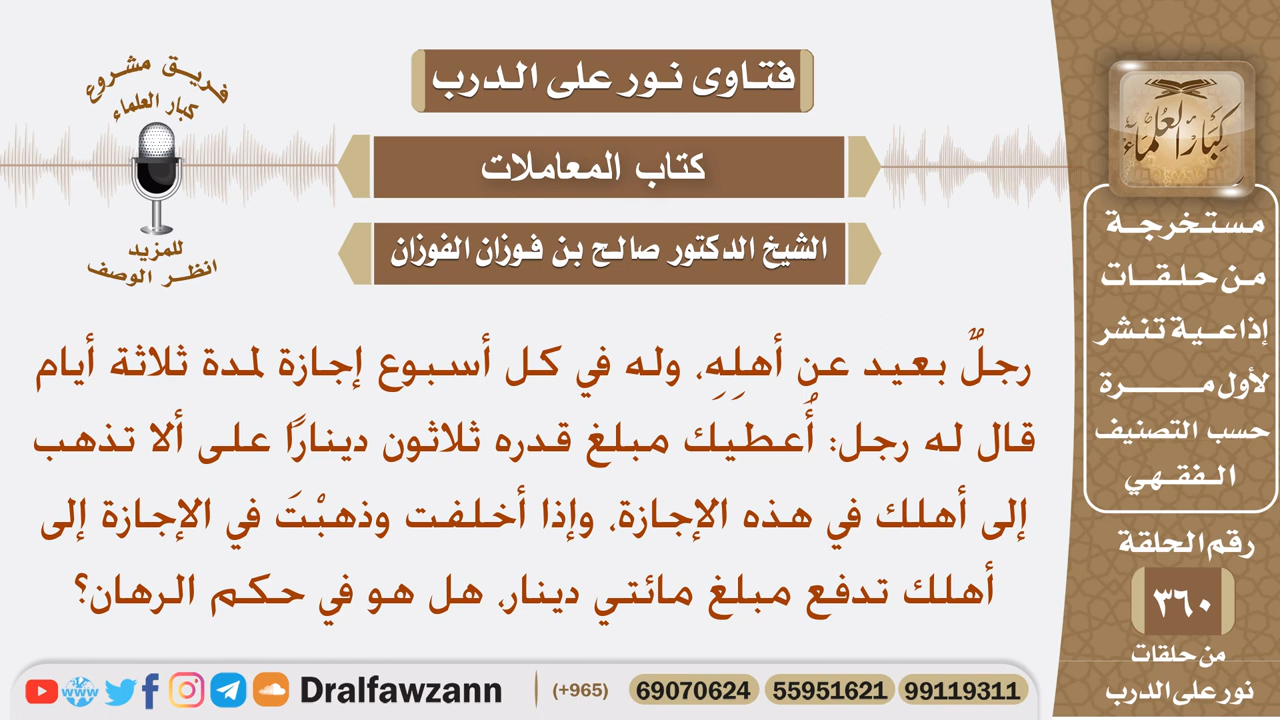 فتاوى نور على الدرب
كتاب المعاملات
الشيخ الدكتور صالح بن فوزان الفوزان
فريق مشروع
كبار العلماء
للمزيد
انظر الوصف
رجلٌ بعيد عن أهلِهِ، وله في كل أسبوع إجازة لمدة ثلاثة أيام
قال له رجل: أُعطيك مبلغ قدره ثلاثون دينارًا على ألا تذهب
إلى أهلك في هذه الإجازة، وإذا أخلفت وذهبْتَ في الإجازة إلى
أهلك تدفع مبلغ مائتي دينار، هل هو في حكم الرهان؟
كِبَارُ العُلَمَاء
مستخرجة
من حلقات
إذاعية تنشر
لأول مرة
حسب التصنيف
الفقهي
رقم الحلقة
٣٦٠
من حلقات
نور على الدرب
www
Dralfawzann
(+965)
69070624
55951621
99119311